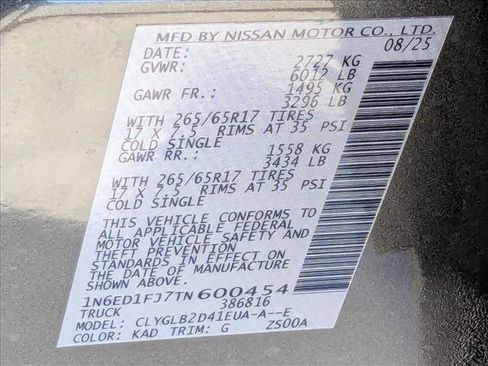 MFD BY NISSAN MOTOR CO., LTD.
DATE: 08/25
GVWR: 2727 KG
6012 LB
GAWR FR.: 1495 KG
3296 LB
WITH 265/65R17 TIRES
17 X 7.5 RIMS AT 35 PSI
COLD SINGLE
GAWR RR.: 1558 KG
3434 LB
WITH 265/65R17 TIRES
17 X 7.5 RIMS AT 35 PSI
COLD SINGLE
THIS VEHICLE CONFORMS TO
ALL APPLICABLE FEDERAL
MOTOR VEHICLE SAFETY AND
THEFT PREVENTION
STANDARDS IN EFFECT ON
THE DATE OF MANUFACTURE
SHOWN ABOVE.
1N6ED1FJ7TN600454
TRUCK 386816
MODEL: CLYGLB2D41EUA-A--E
COLOR: KAD TRIM: G ZS00A